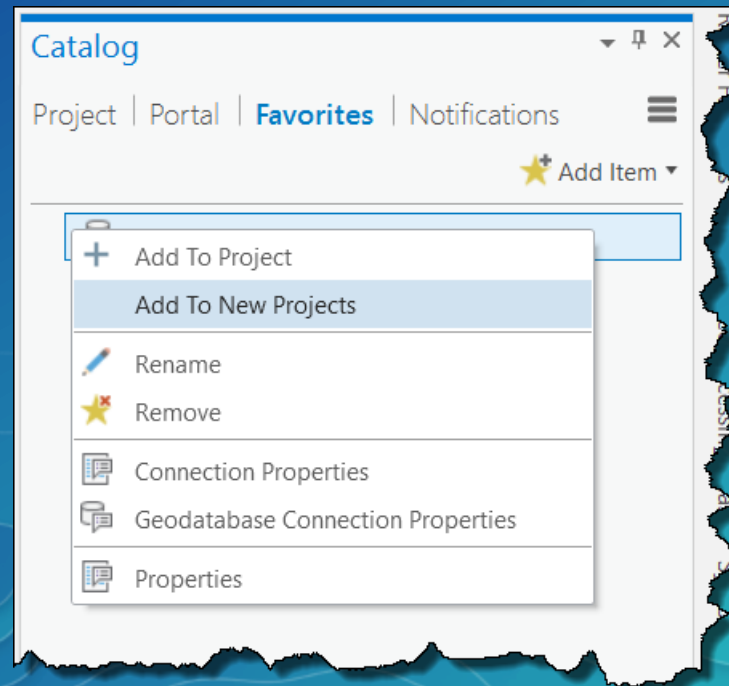 Catalog
Project Portal Favorites Notifications
Add Item
Add To Project
Add To New Projects
Rename
Remove
Connection Properties
Geodatabase Connection Properties
Properties